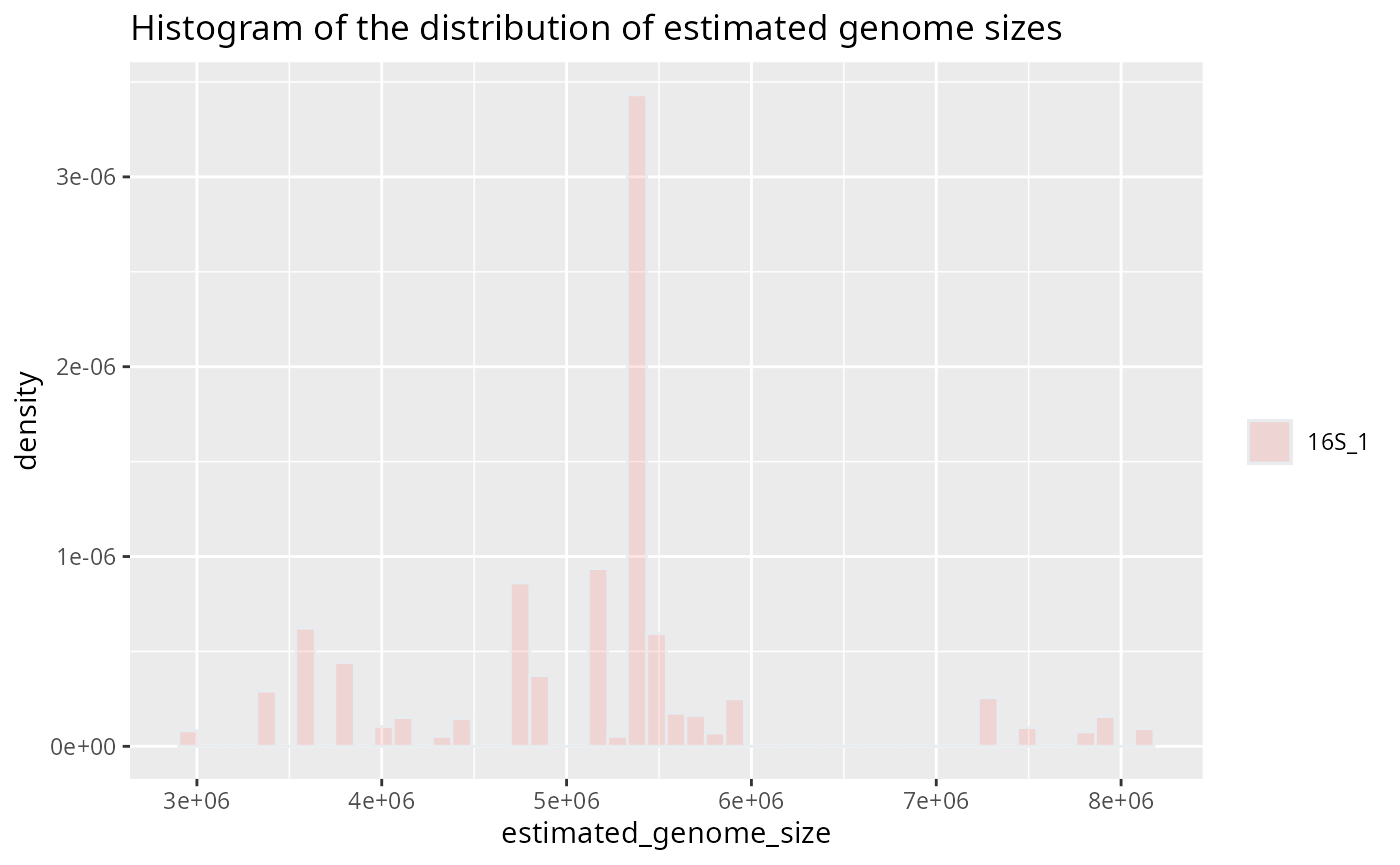 Histogram of the distribution of estimated genome sizes
3e-06
2e-06
1e-06
0e+00
density
3e+06 4e+06 5e+06 6e+06 7e+06 8e+06
estimated_genome_size
16S_1